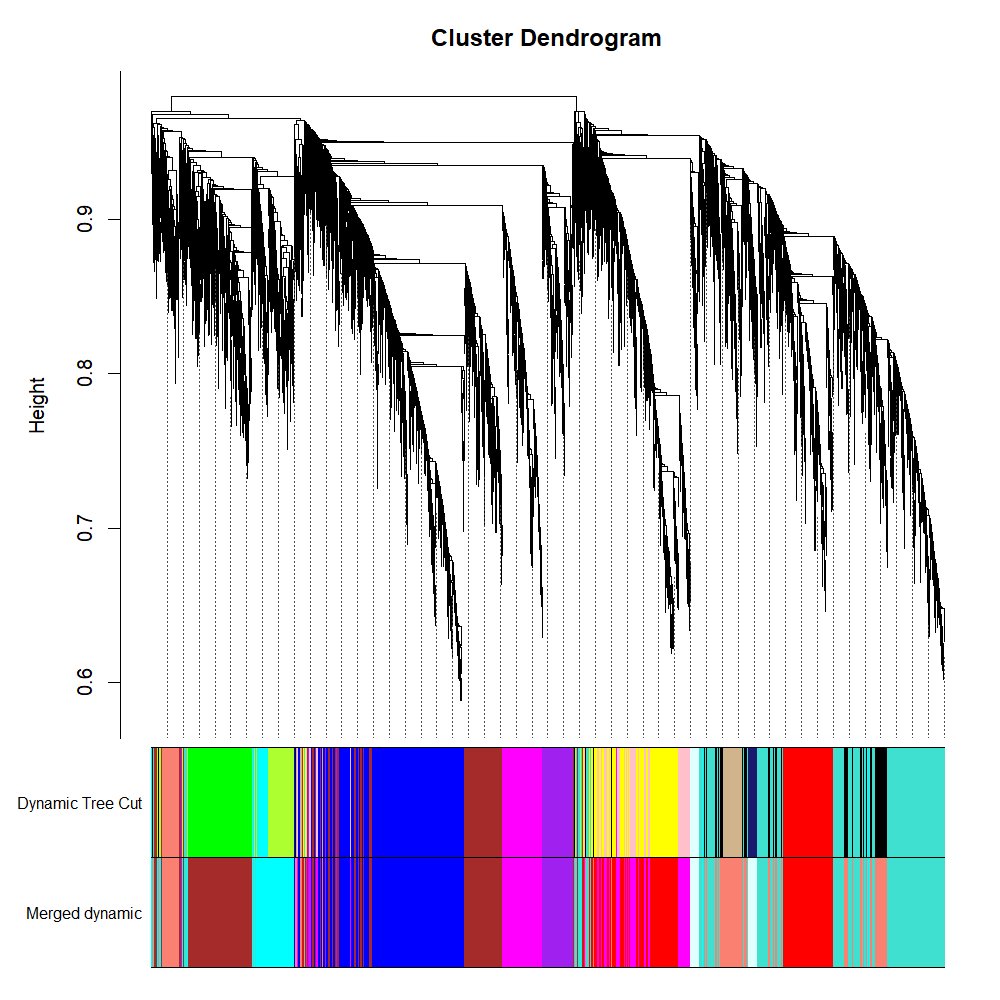 Cluster Dendrogram
Height
0.9
0.8
0.7
0.6
Dynamic Tree Cut
Merged dynamic